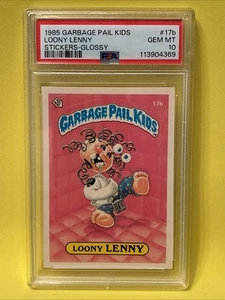 1985 GARBAGE PAIL KIDS #17b
LOONY LENNY GEM MT
STICKERS-GLOSSY 10
PSA 113904369
17b
GARBAGE PAIL KIDS
LOONY LENNY